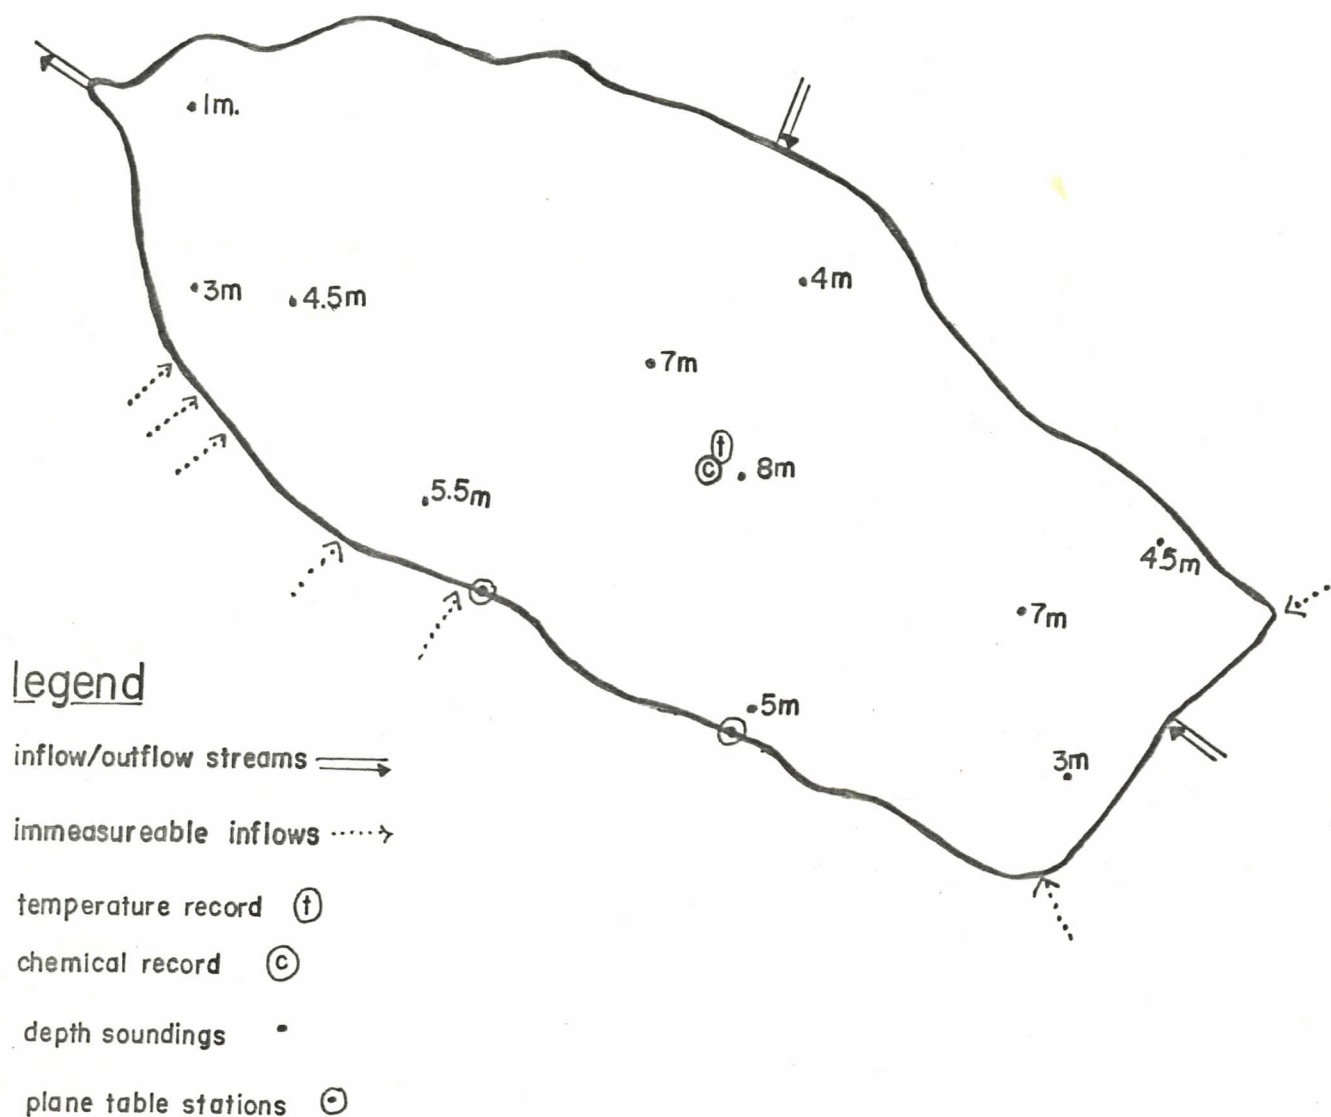 1m.
4m
3m
4.5m
7m
t
c
8m
5.5m
4.5m
7m
5m
3m
legend
inflow/outflow streams
immeasureable inflows
temperature record t
chemical record c
depth soundings
plane table stations